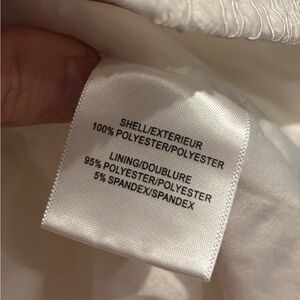 SHELL/EXTERIEUR
100% POLYESTER/POLYESTER
LINING/DOUBLURE
95% POLYESTER/POLYESTER
5% SPANDEX/SPANDEX